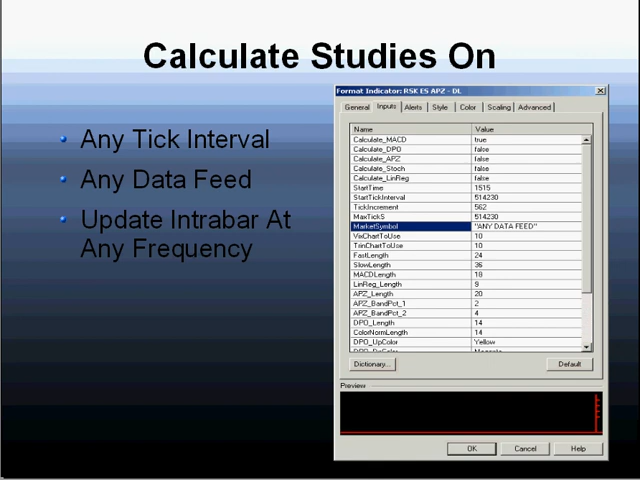 Calculate Studies On
Any Tick Interval
Any Data Feed
Update Intrabar At
Any Frequency
Format Indicator: RSK ES APZ - DL
General Inputs Alerts Style Color Scaling Advanced
Name Value
Calculate_MACD true
Calculate_DPO false
Calculate_APZ false
Calculate_Stoch false
Calculate_LinReg false
StartTime 1515
StartTickInterval 514230
TickIncrement 562
MaxTickS 514230
MarketSymbol "ANY DATA FEED"
VixChartToUse 10
TrinChartToUse 10
FastLength 24
SlowLength 36
MACDLength 18
LinReg_Length 9
APZ_Length 20
APZ_BandPct_1 2
APZ_BandPct_2 4
DPO_Length 14
ColorNormLength 14
DPO_UpColor Yellow
Dictionary... Default
Preview
OK Cancel Help